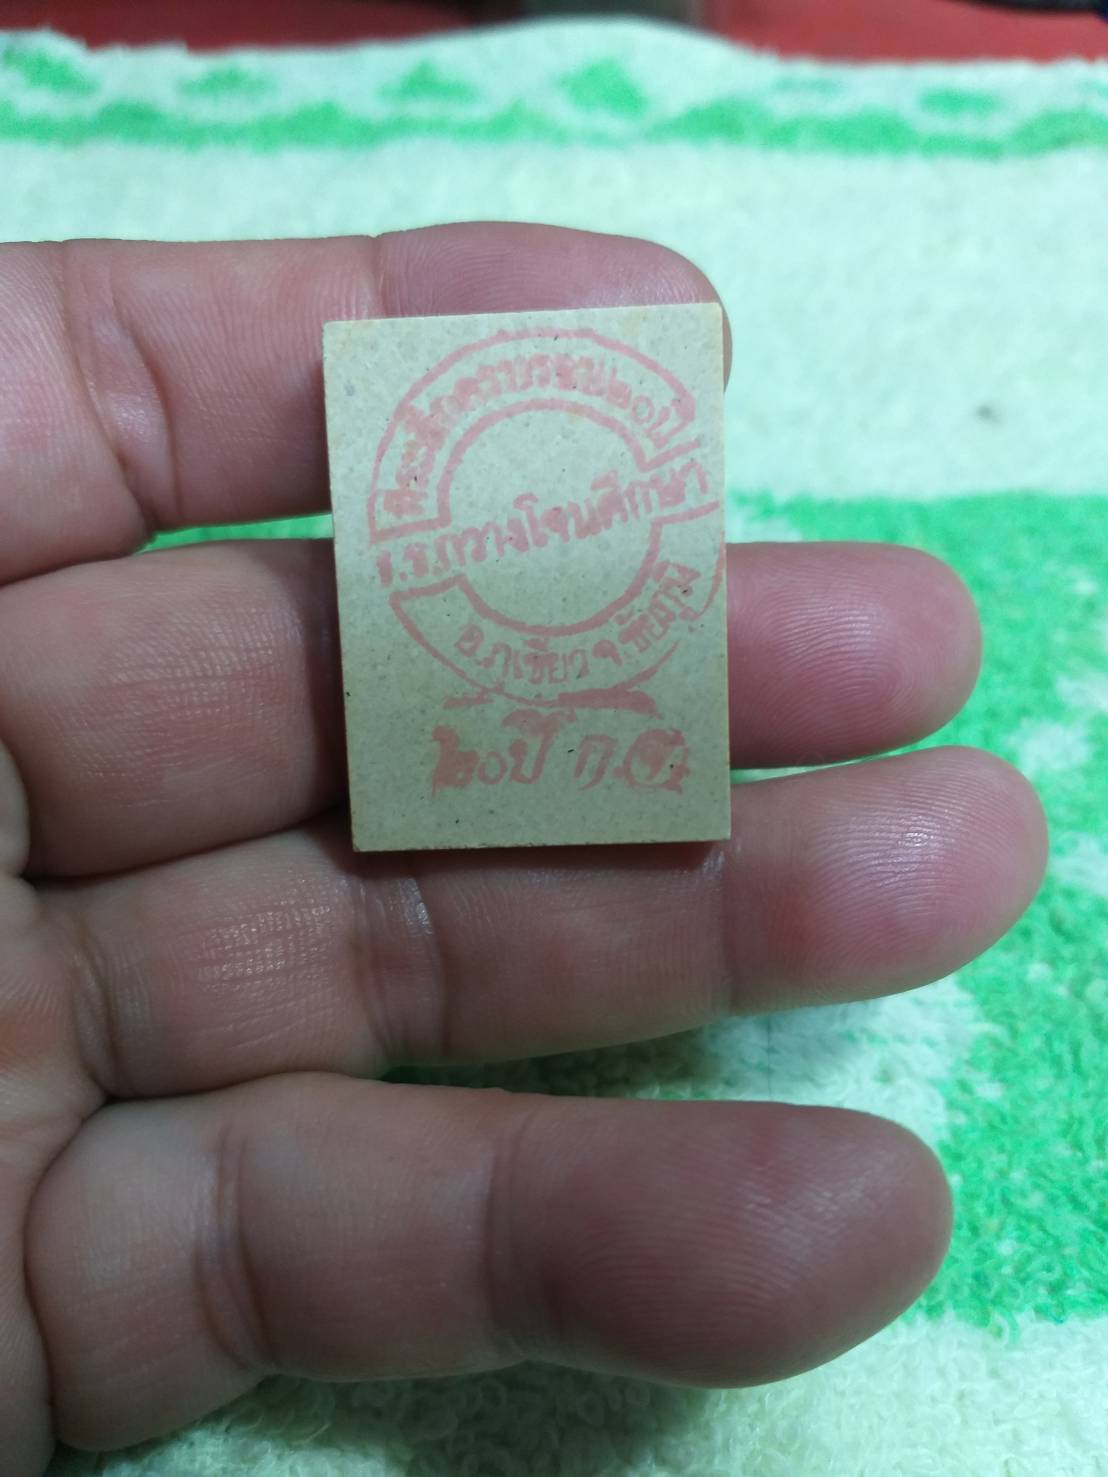 ที่ระลึกครบรอบ๒๐ปี
ร.ร.กวางโจนศึกษา
อ.ภูเขียว จ.ชัยภูมิ
๒๐ปี ก.ศ.